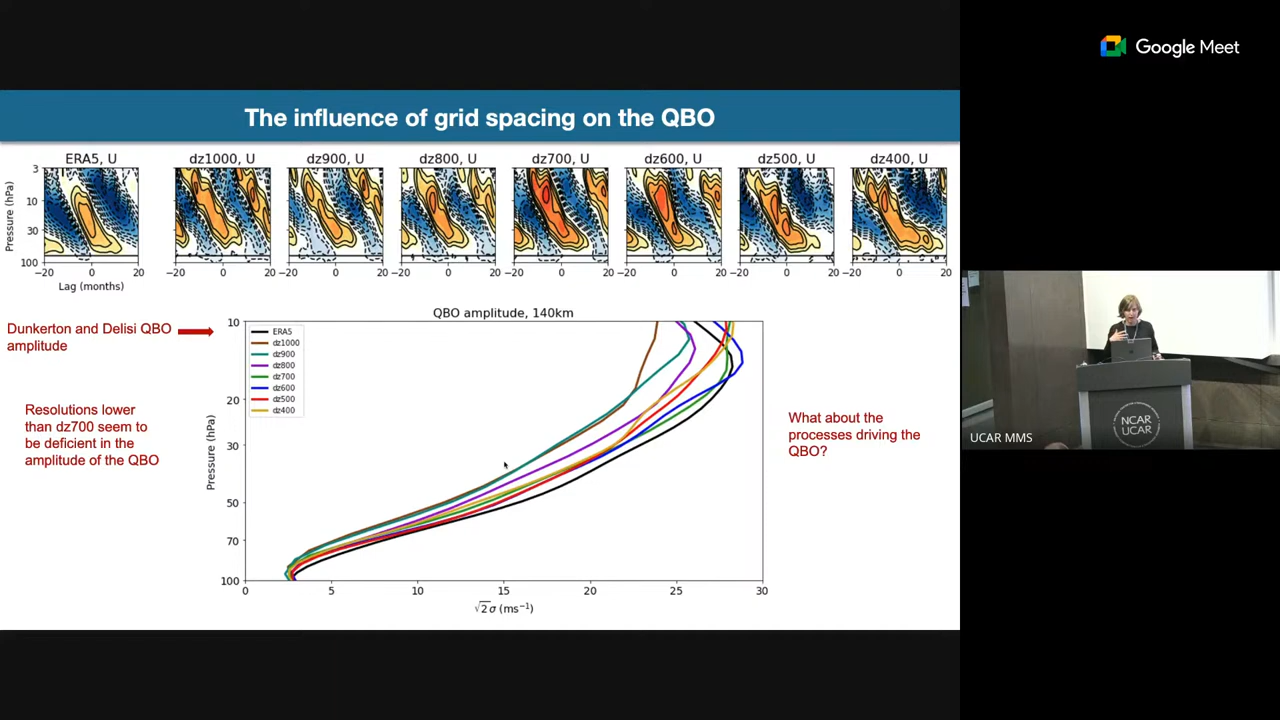 Google Meet
The influence of grid spacing on the QBO
ERA5, U
dz1000, U
dz900, U
dz800, U
dz700, U
dz600, U
dz500, U
dz400, U
Pressure (hPa)
3
10
30
100
−20 0 20
−20 0 20
−20 0 20
−20 0 20
−20 0 20
−20 0 20
−20 0 20
−20 0 20
Lag (months)
Dunkerton and Delisi QBO
amplitude
Resolutions lower
than dz700 seem to
be deficient in the
amplitude of the QBO
QBO amplitude, 140km
ERA5
dz1000
dz900
dz800
dz700
dz600
dz500
dz400
Pressure (hPa)
10
20
30
50
70
100
0 5 10 15 20 25 30
√2σ (ms⁻¹)
What about the
processes driving the
QBO?
NCAR
UCAR
UCAR MMS